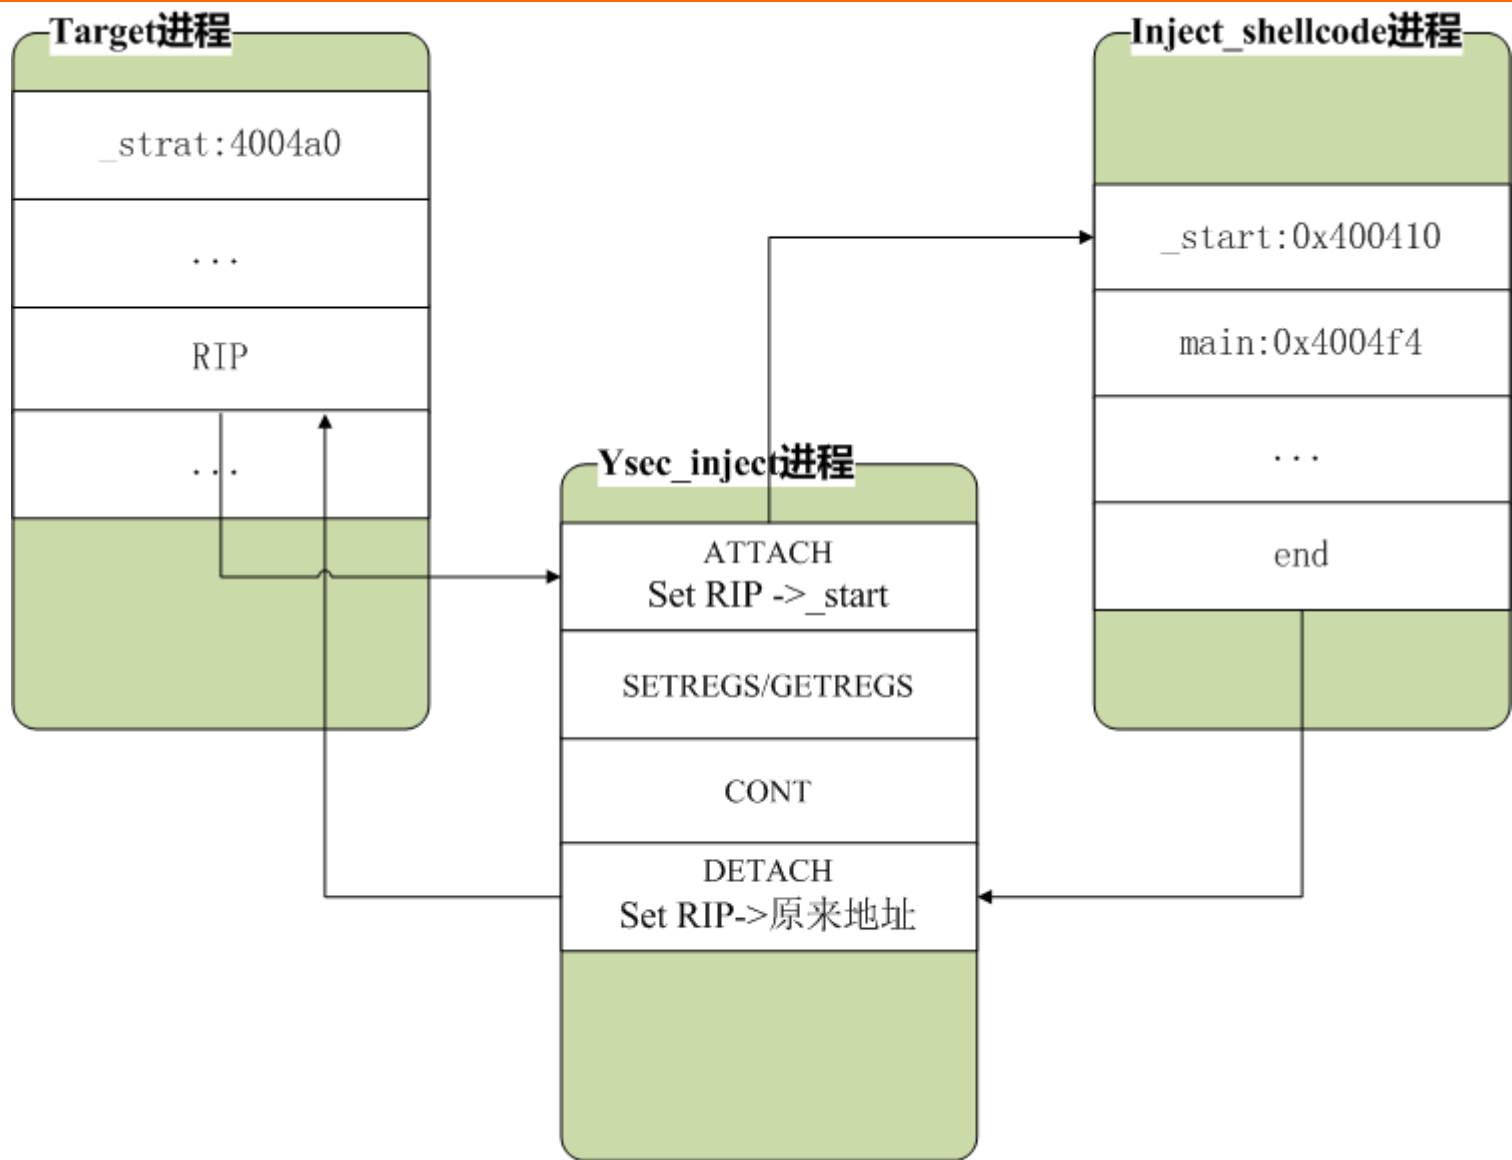 Target进程
_strat:4004a0
...
RIP
...
Inject_shellcode进程
_start:0x400410
main:0x4004f4
...
end
Ysec_inject进程
ATTACH
Set RIP ->_start
SETREGS/GETREGS
CONT
DETACH
Set RIP->原来地址